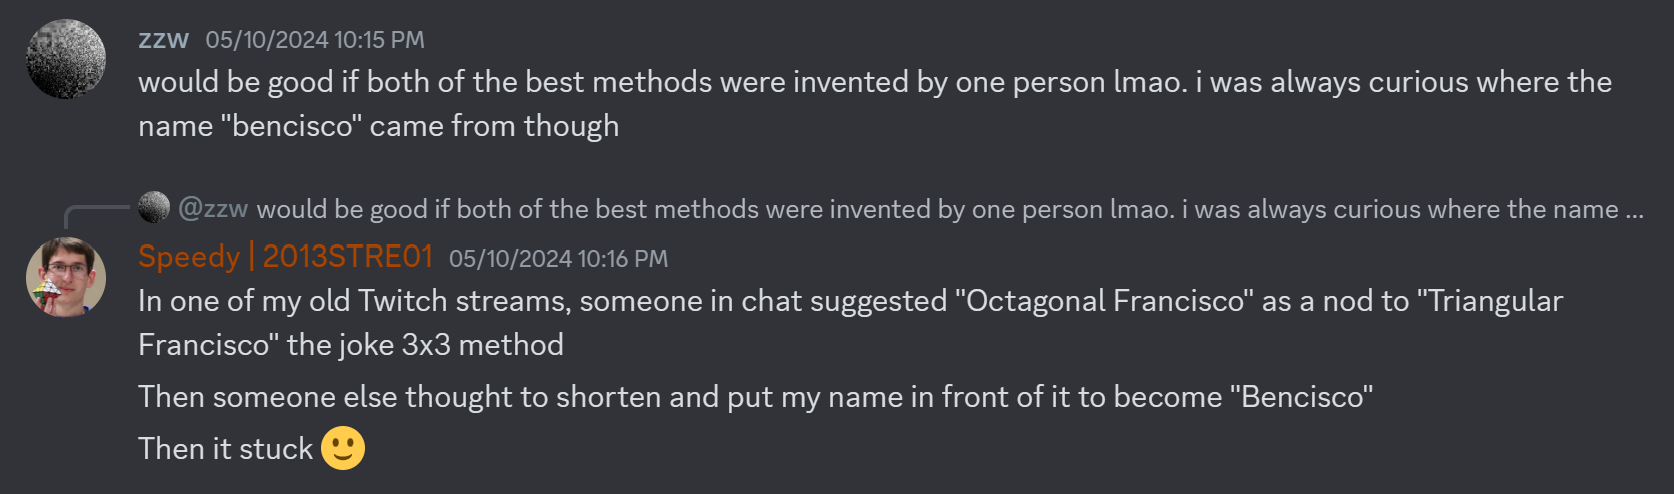 zzw 05/10/2024 10:15 PM
would be good if both of the best methods were invented by one person lmao. i was always curious where the
name "bencisco" came from though
@zzw would be good if both of the best methods were invented by one person lmao. i was always curious where the name ...
Speedy | 2013STRE01 05/10/2024 10:16 PM
In one of my old Twitch streams, someone in chat suggested "Octagonal Francisco" as a nod to "Triangular
Francisco" the joke 3x3 method
Then someone else thought to shorten and put my name in front of it to become "Bencisco"
Then it stuck 🙂